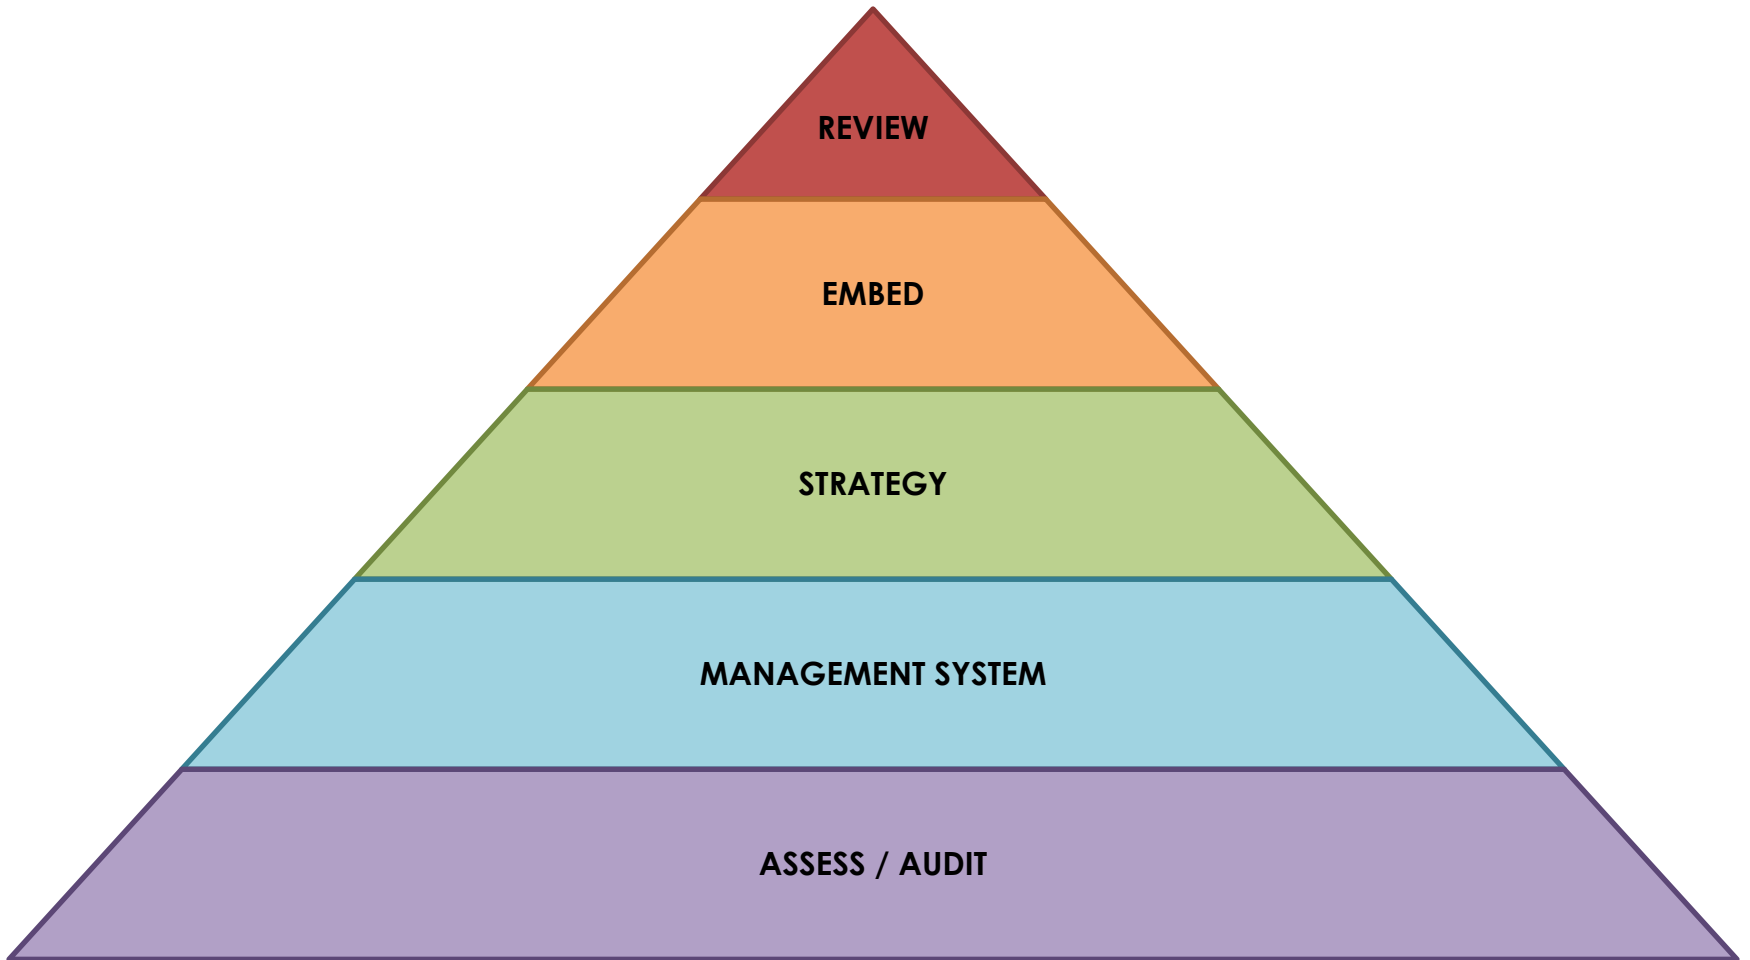 REVIEW
EMBED
STRATEGY
MANAGEMENT SYSTEM
ASSESS / AUDIT